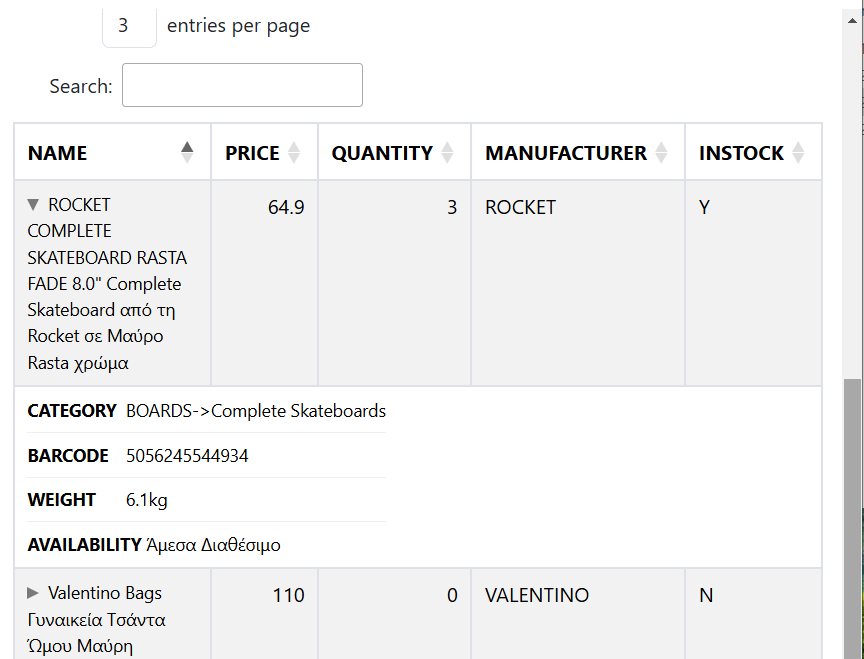 3 entries per page
Search:
NAME PRICE QUANTITY MANUFACTURER INSTOCK
ROCKET 64.9 3 ROCKET Y
COMPLETE
SKATEBOARD RASTA
FADE 8.0" Complete
Skateboard από τη
Rocket σε Μαύρο
Rasta χρώμα
CATEGORY BOARDS->Complete Skateboards
BARCODE 5056245544934
WEIGHT 6.1kg
AVAILABILITY Άμεσα Διαθέσιμο
Valentino Bags 110 0 VALENTINO N
Γυναικεία Τσάντα
Ώμου Μαύρη